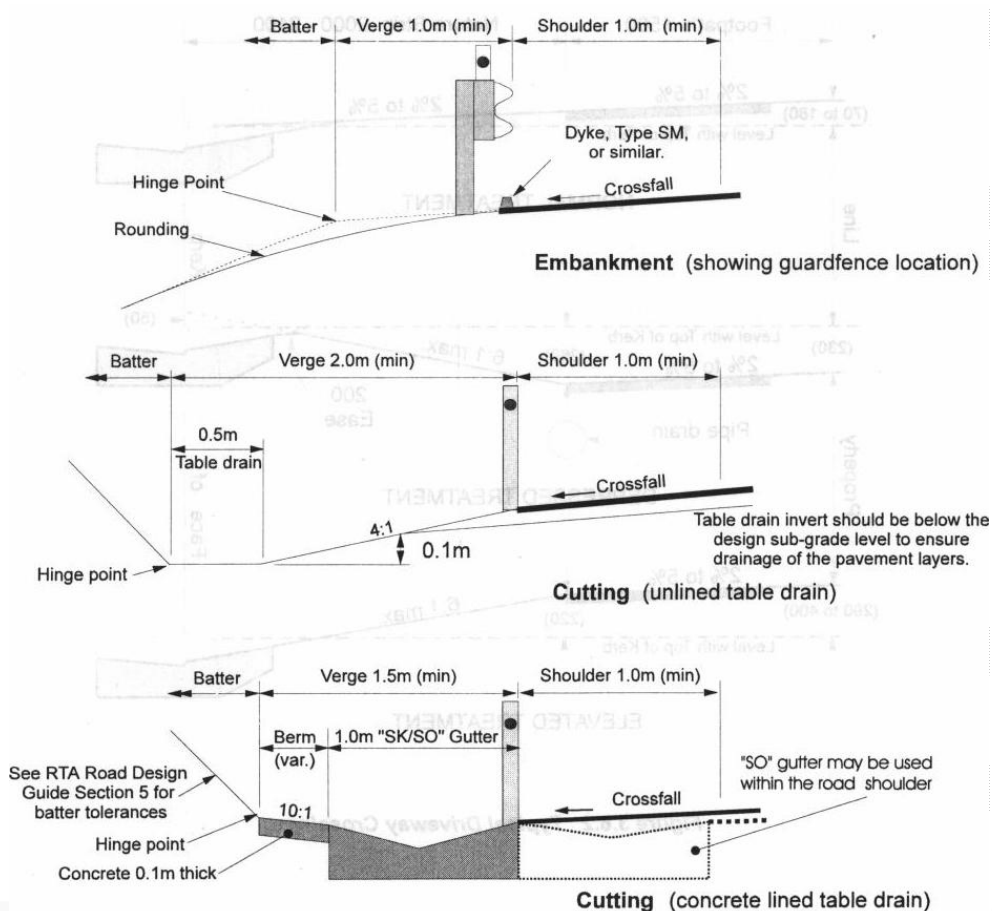 Batter
Verge 1.0m (min)
Shoulder 1.0m (min)
Dyke, Type SM,
or similar.
Hinge Point
Crossfall
Rounding
Embankment (showing guardfence location)
Batter
Verge 2.0m (min)
Shoulder 1.0m (min)
0.5m
Table drain
Crossfall
4:1
0.1m
Table drain invert should be below the
design sub-grade level to ensure
drainage of the pavement layers.
Hinge point
Cutting (unlined table drain)
Batter
Verge 1.5m (min)
Shoulder 1.0m (min)
Berm
(var.)
1.0m "SK/SO" Gutter
See RTA Road Design
Guide Section 5 for
batter tolerances
"SO" gutter may be used
within the road shoulder
10:1
Crossfall
Hinge point
Concrete 0.1m thick
Cutting (concrete lined table drain)